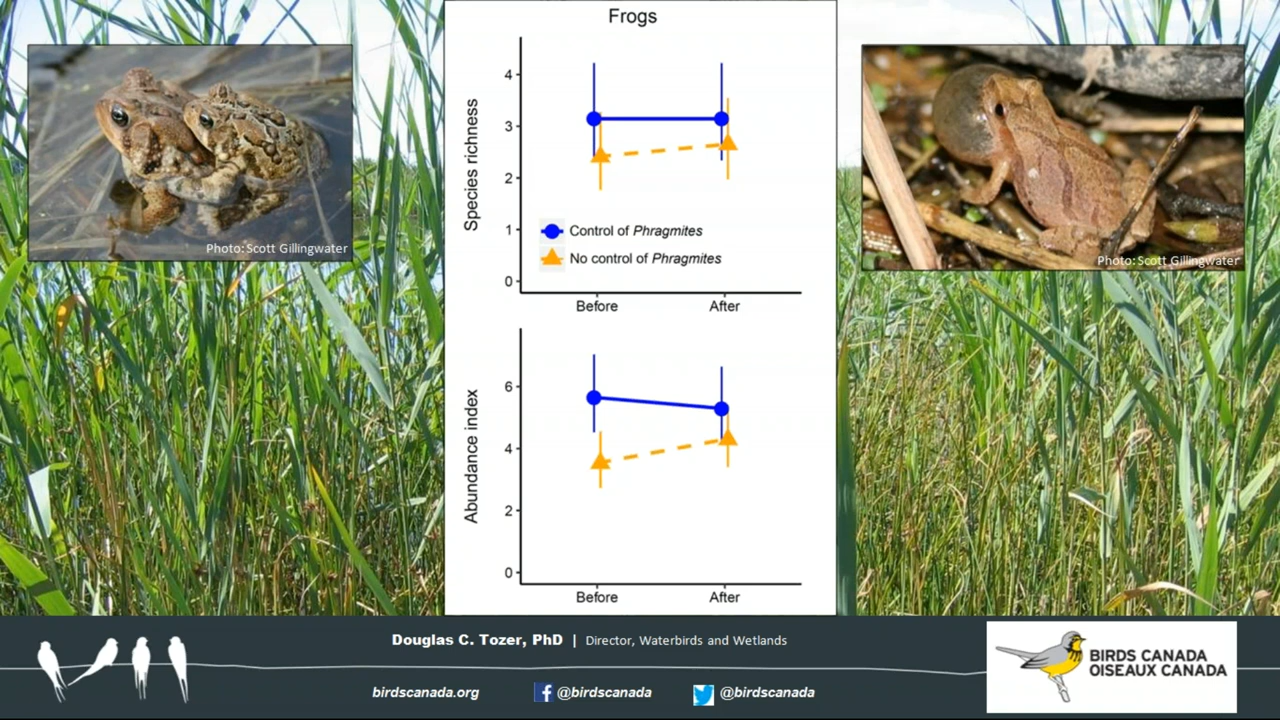 Frogs
Species richness
4
3
2
1
0
Control of Phragmites
No control of Phragmites
Before After
Abundance index
6
4
2
0
Before After
Photo: Scott Gillingwater
Photo: Scott Gillingwater
Douglas C. Tozer, PhD | Director, Waterbirds and Wetlands
birdscanada.org @birdscanada @birdscanada
BIRDS CANADA
OISEAUX CANADA